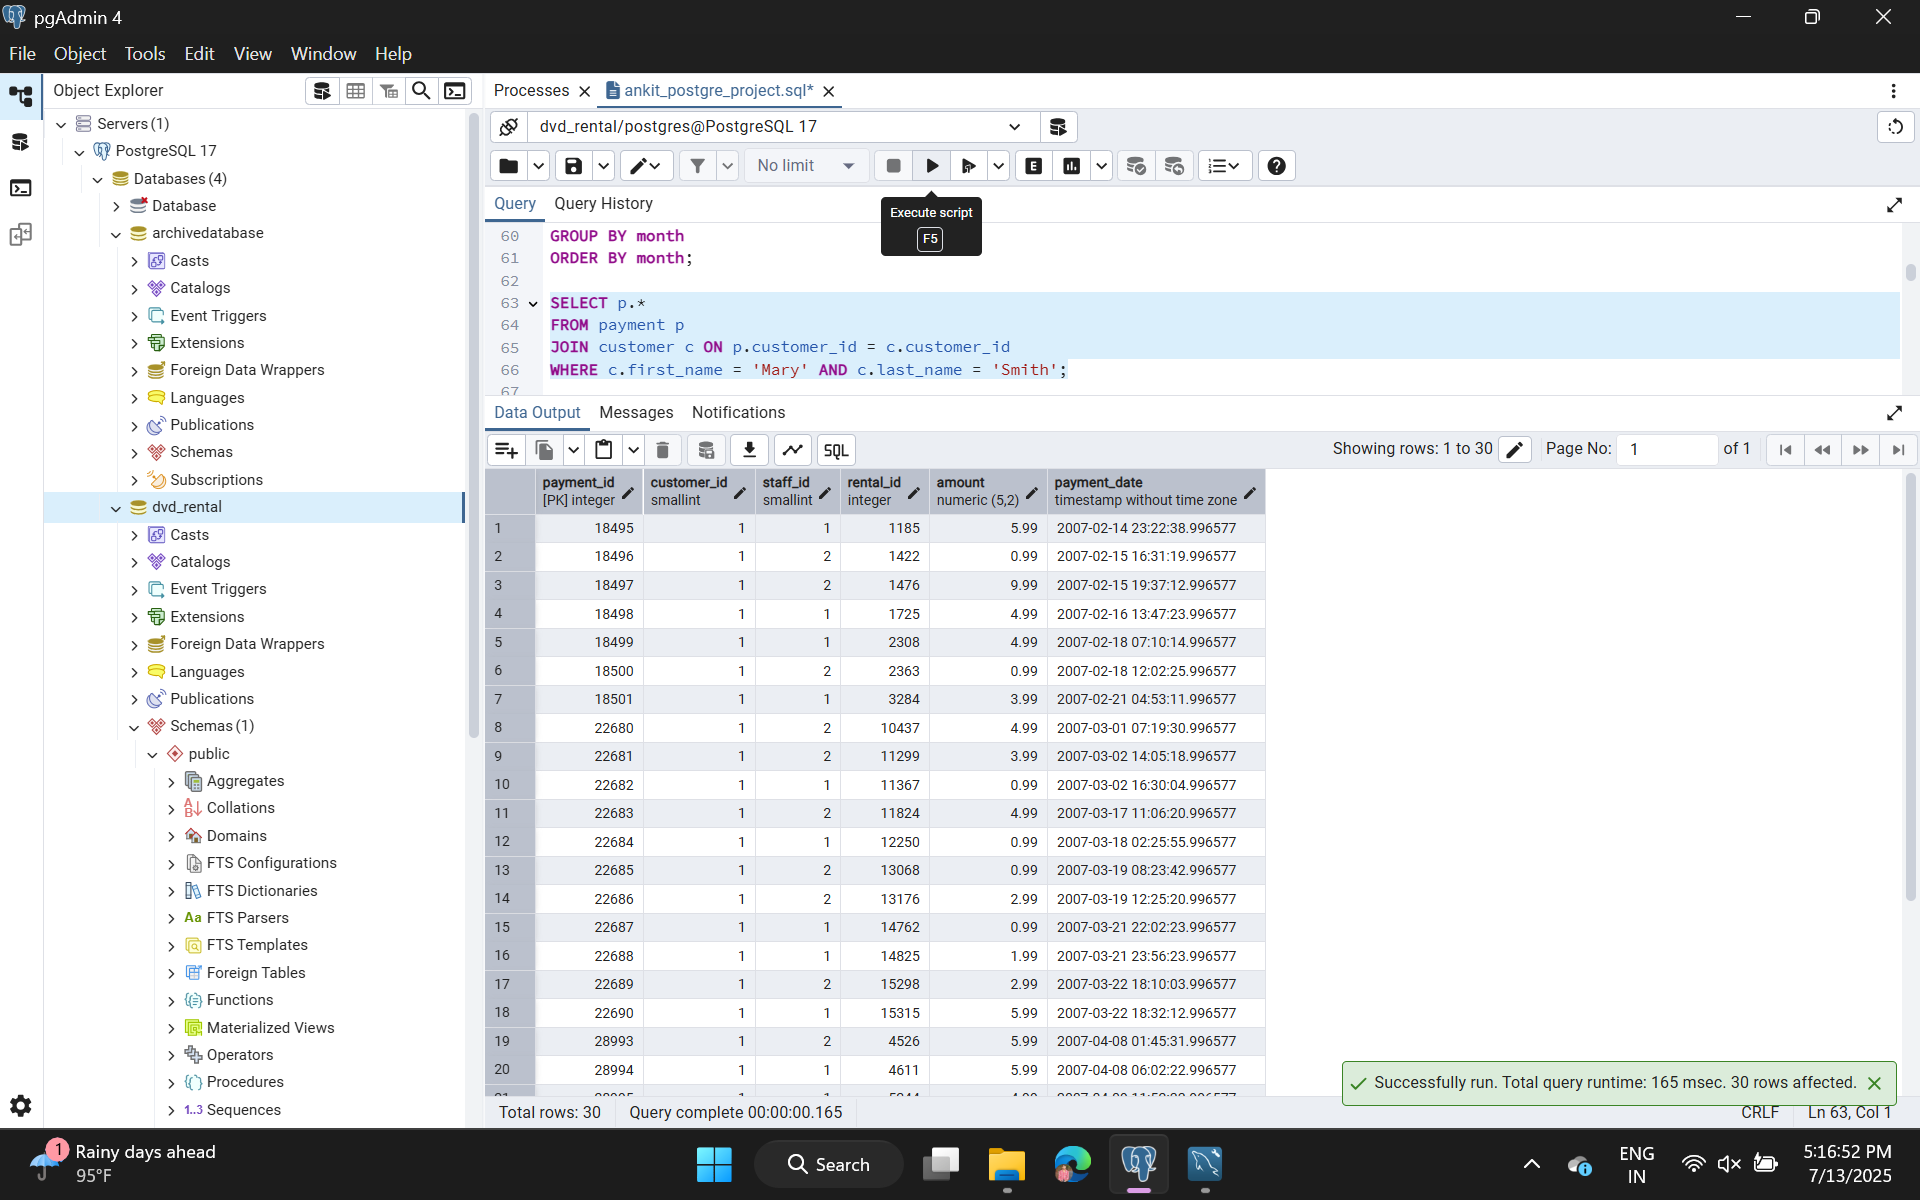 pgAdmin 4
File Object Tools Edit View Window Help
Object Explorer
Processes
ankit_postgre_project.sql*
Servers (1)
PostgreSQL 17
Databases (4)
Database
archivedatabase
Casts
Catalogs
Event Triggers
Extensions
Foreign Data Wrappers
Languages
Publications
Schemas
Subscriptions
dvd_rental
Casts
Catalogs
Event Triggers
Extensions
Foreign Data Wrappers
Languages
Publications
Schemas (1)
public
Aggregates
Collations
Domains
FTS Configurations
FTS Dictionaries
Aa FTS Parsers
FTS Templates
Foreign Tables
Functions
Materialized Views
Operators
Procedures
1..3 Sequences
dvd_rental/postgres@PostgreSQL 17
No limit
E
Query Query History
Execute script
F5
60 GROUP BY month
61 ORDER BY month;
62
63 SELECT p.*
64 FROM payment p
65 JOIN customer c ON p.customer_id = c.customer_id
66 WHERE c.first_name = 'Mary' AND c.last_name = 'Smith';
67
Data Output Messages Notifications
SQL
Showing rows: 1 to 30 Page No: 1 of 1
payment_id customer_id staff_id rental_id amount payment_date
[PK] integer smallint smallint integer numeric (5,2) timestamp without time zone
1 18495 1 1 1185 5.99 2007-02-14 23:22:38.996577
2 18496 1 2 1422 0.99 2007-02-15 16:31:19.996577
3 18497 1 2 1476 9.99 2007-02-15 19:37:12.996577
4 18498 1 1 1725 4.99 2007-02-16 13:47:23.996577
5 18499 1 1 2308 4.99 2007-02-18 07:10:14.996577
6 18500 1 2 2363 0.99 2007-02-18 12:02:25.996577
7 18501 1 1 3284 3.99 2007-02-21 04:53:11.996577
8 22680 1 2 10437 4.99 2007-03-01 07:19:30.996577
9 22681 1 2 11299 3.99 2007-03-02 14:05:18.996577
10 22682 1 1 11367 0.99 2007-03-02 16:30:04.996577
11 22683 1 2 11824 4.99 2007-03-17 11:06:20.996577
12 22684 1 1 12250 0.99 2007-03-18 02:25:55.996577
13 22685 1 2 13068 0.99 2007-03-19 08:23:42.996577
14 22686 1 2 13176 2.99 2007-03-19 12:25:20.996577
15 22687 1 1 14762 0.99 2007-03-21 22:02:23.996577
16 22688 1 1 14825 1.99 2007-03-21 23:56:23.996577
17 22689 1 2 15298 2.99 2007-03-22 18:10:03.996577
18 22690 1 1 15315 5.99 2007-03-22 18:32:12.996577
19 28993 1 2 4526 5.99 2007-04-08 01:45:31.996577
20 28994 1 1 4611 5.99 2007-04-08 06:02:22.996577
Successfully run. Total query runtime: 165 msec. 30 rows affected.
Total rows: 30 Query complete 00:00:00.165
CRLF Ln 63, Col 1
1
Rainy days ahead
95°F
Search
ENG
IN
5:16:52 PM
7/13/2025